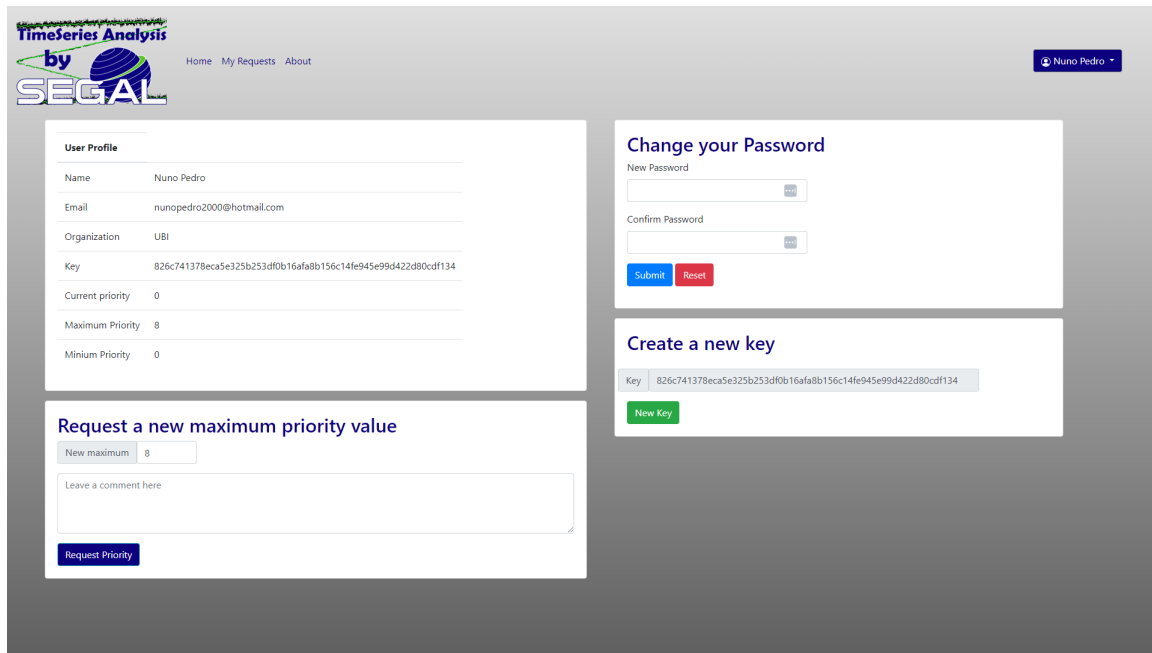 TimeSeries Analysis
by
SEGAL
Home My Requests About
Nuno Pedro
User Profile
Name Nuno Pedro
Email nunopedro2000@hotmail.com
Organization UBI
Key 826c741378eca5e325b253df0b16afa8b156c14fe945e99d422d80cdf134
Current priority 0
Maximum Priority 8
Minium Priority 0
Request a new maximum priority value
New maximum 8
Leave a comment here
Request Priority
Change your Password
New Password
Confirm Password
Submit Reset
Create a new key
Key 826c741378eca5e325b253df0b16afa8b156c14fe945e99d422d80cdf134
New Key